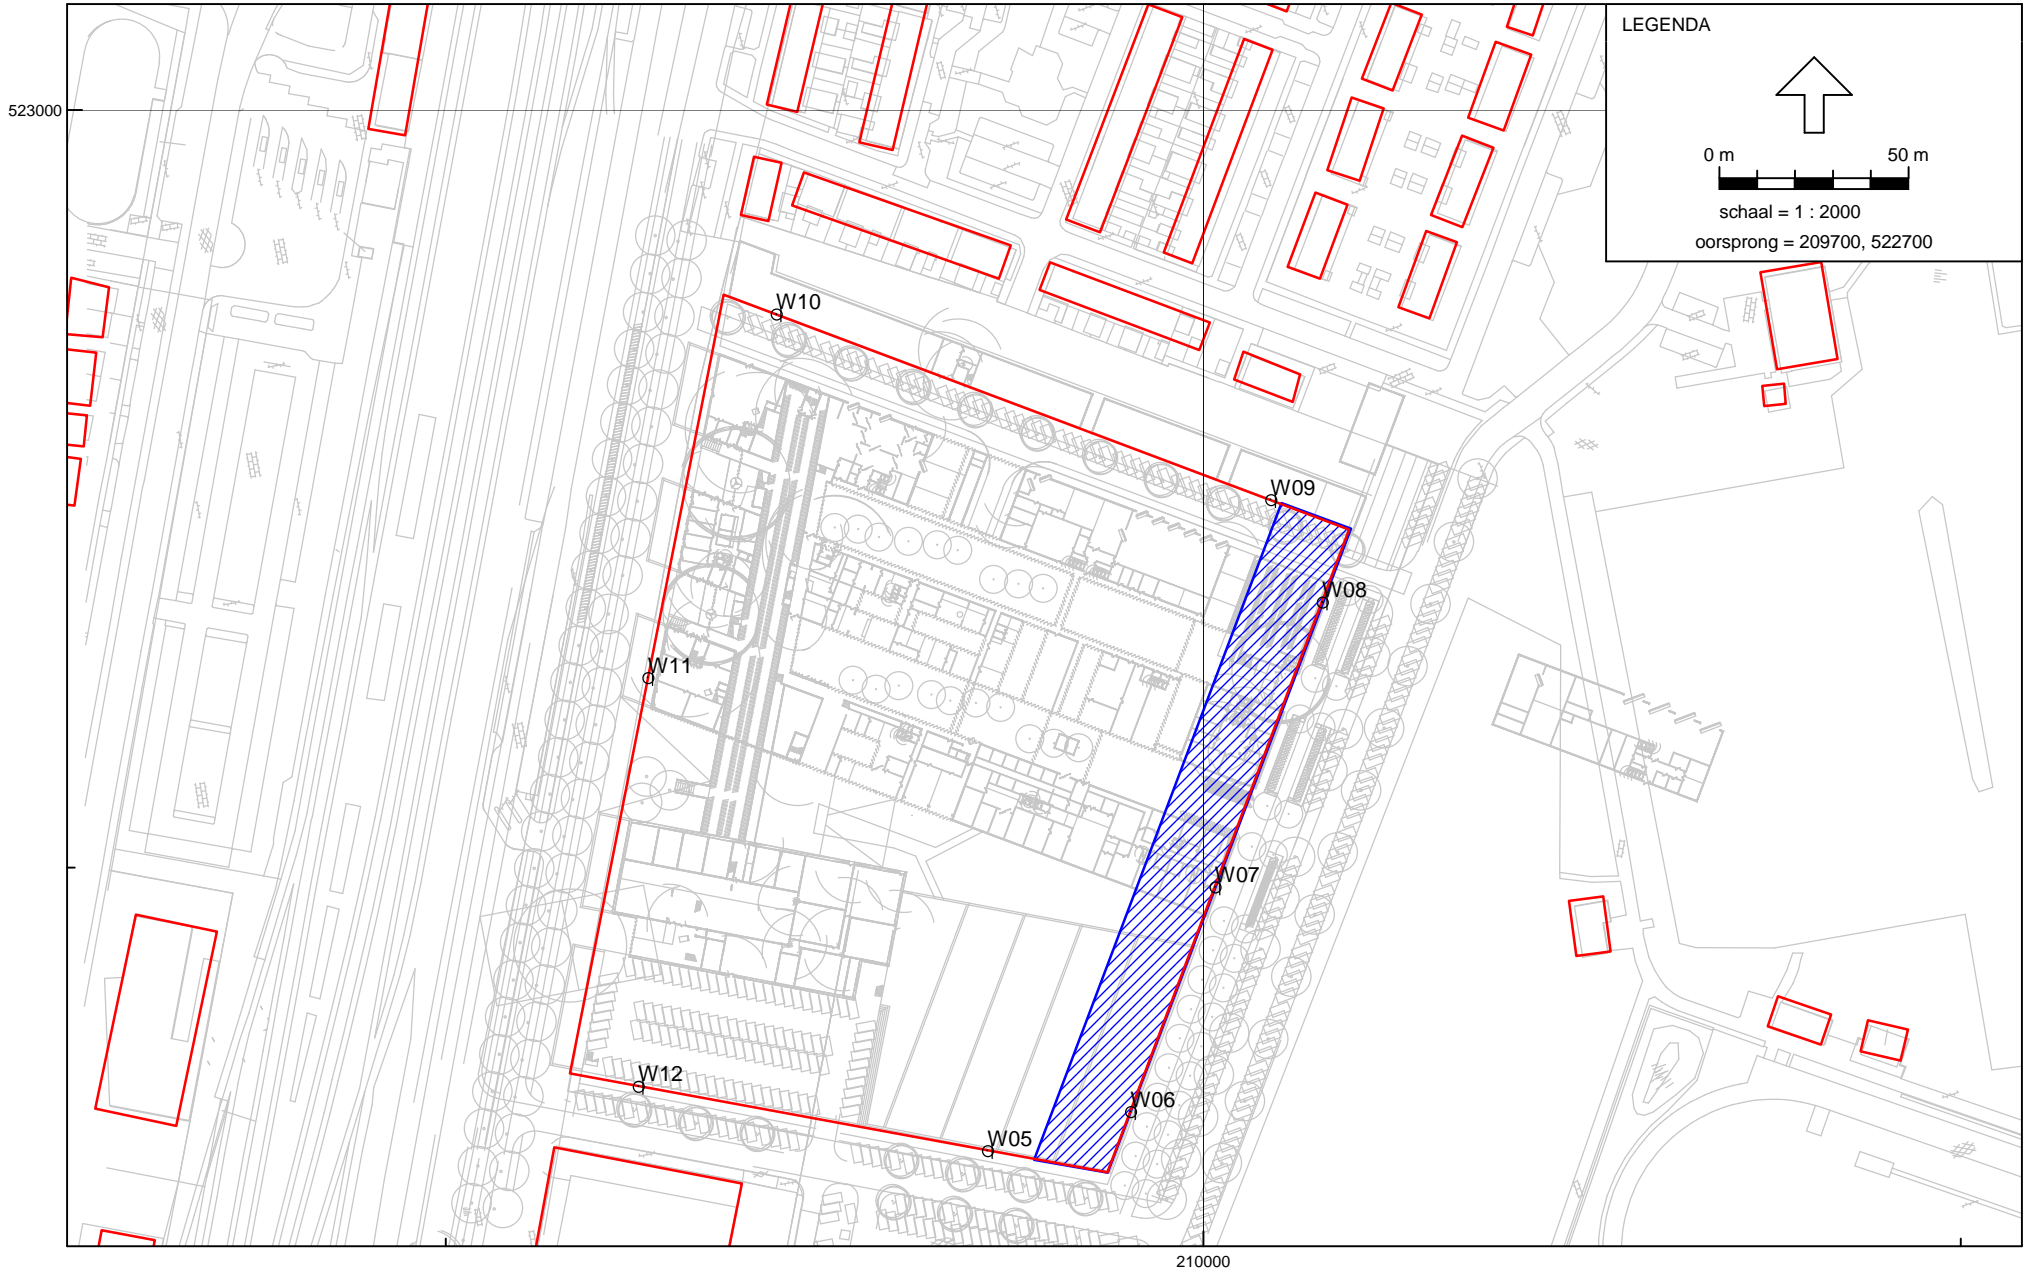 LEGENDA
523000
0 m 50 m
schaal = 1 : 2000
oorsprong = 209700, 522700
W10
W09
W08
W11
W07
W12
W06
W05
210000